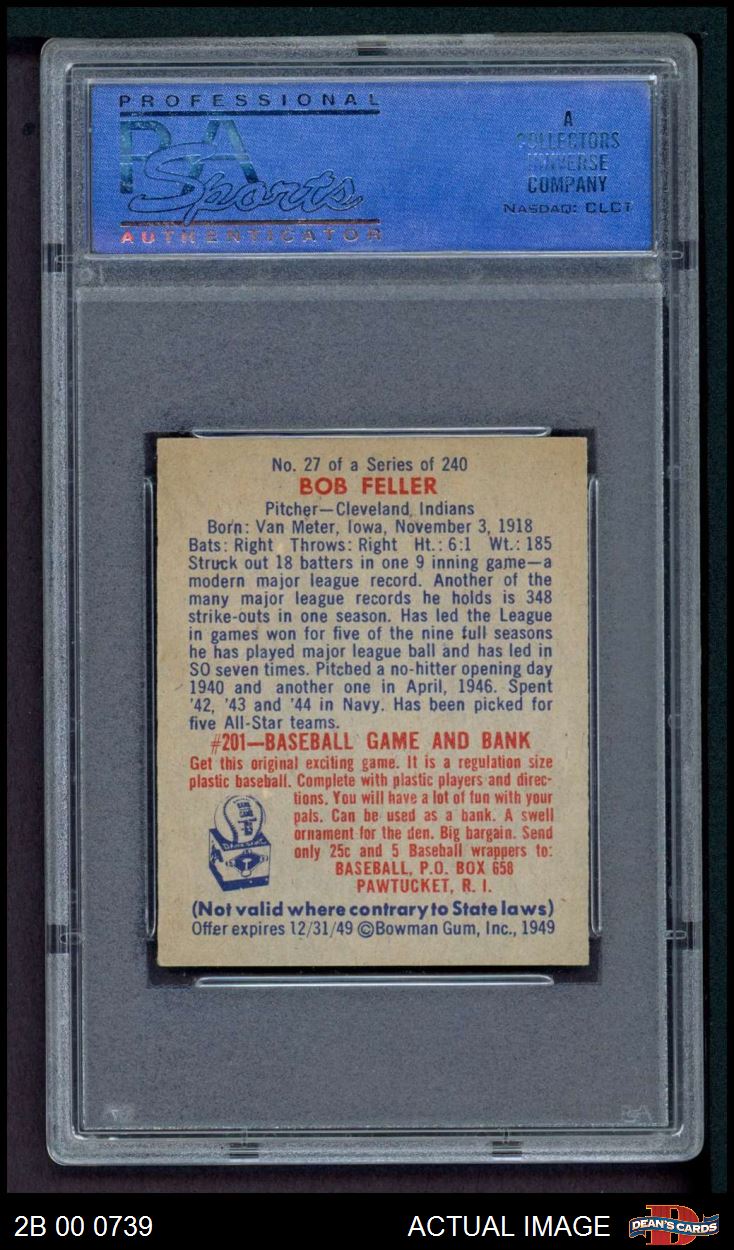 PROFESSIONAL
PSA
Sports
AUTHENTICATOR
A
COLLECTORS
UNIVERSE
COMPANY
NASDAQ: CLCT
No. 27 of a Series of 240
BOB FELLER
Pitcher—Cleveland, Indians
Born: Van Meter, Iowa, November 3, 1918
Bats: Right Throws: Right Ht.: 6:1 Wt.: 185
Struck out 18 batters in one 9 inning game—a
modern major league record. Another of the
many major league records he holds is 348
strike-outs in one season. Has led the League
in games won for five of the nine full seasons
he has played major league ball and has led in
SO seven times. Pitched a no-hitter opening day
1940 and another one in April, 1946. Spent
'42, '43 and '44 in Navy. Has been picked for
five All-Star teams.
#201—BASEBALL GAME AND BANK
Get this original exciting game. It is a regulation size
plastic baseball. Complete with plastic players and direc-
tions. You will have a lot of fun with your
pals. Can be used as a bank. A swell
ornament for the den. Big bargain. Send
only 25c and 5 Baseball wrappers to:
BASEBALL, P.O. BOX 658
PAWTUCKET, R. I.
(Not valid where contrary to State laws)
Offer expires 12/31/49 ©Bowman Gum, Inc., 1949
PSA
2B 00 0739
ACTUAL IMAGE
DEAN'S CARDS